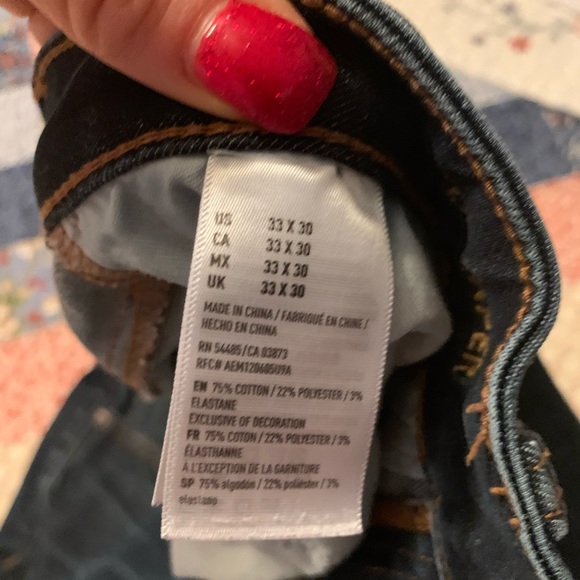 US 33 X 30
CA 33 X 30
MX 33 X 30
UK 33 X 30
MADE IN CHINA / FABRIQUÉ EN CHINE /
HECHO EN CHINA
RN 54485/CA 03873
RFC# AEM120605U9A
EN 75% COTTON / 22% POLYESTER / 3%
ELASTANE
EXCLUSIVE OF DECORATION
FR 75% COTON / 22% POLYESTER / 3%
ÉLASTHANNE
À L'EXCEPTION DE LA GARNITURE
SP 75% algodón / 22% poliéster / 3%
elastano